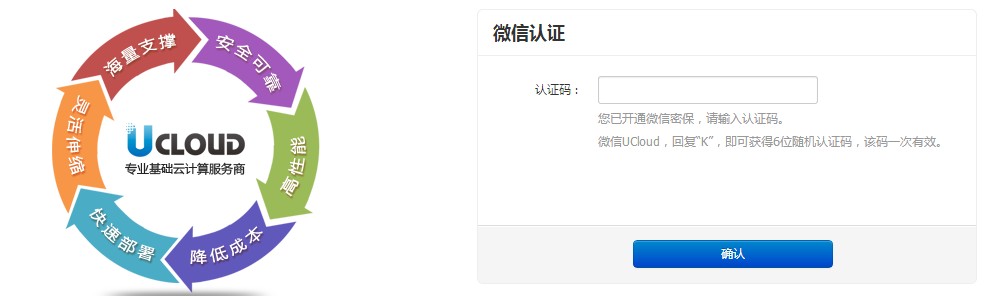 海量支撑
安全可靠
高性能
降低成本
快速部署
灵活伸缩
UCLOUD
专业基础云计算服务商
微信认证
认证码：
您已开通微信密保，请输入认证码。
微信UCloud，回复“K”，即可获得6位随机认证码，该码一次有效。
确认